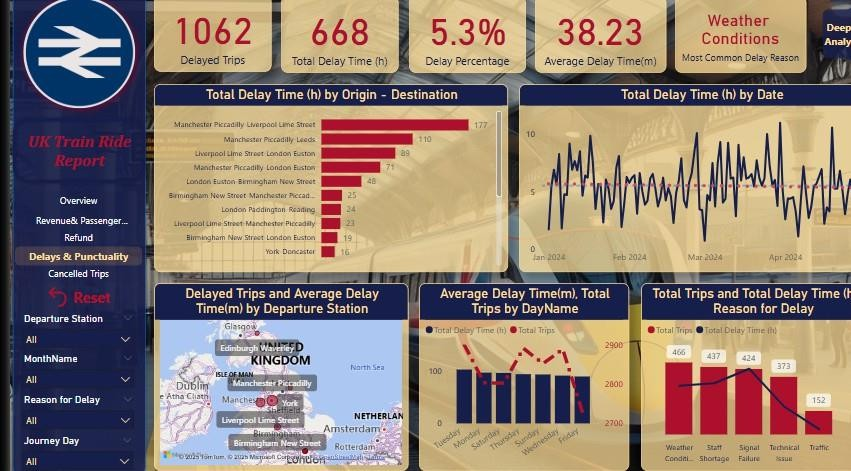 1062
Delayed Trips
668
Total Delay Time (h)
5.3%
Delay Percentage
38.23
Average Delay Time(m)
Weather
Conditions
Most Common Delay Reason
Deep
Analy
UK Train Ride
Report
Overview
Revenue& Passenger...
Refund
Delays & Punctuality
Cancelled Trips
Reset
Departure Station
All
MonthName
All
Reason for Delay
All
Journey Day
All
Total Delay Time (h) by Origin - Destination
Manchester Piccadilly-Liverpool Lime Street 177
Manchester Piccadilly-Leeds 110
Liverpool Lime Street-London Euston 89
Manchester Piccadilly-London Euston 71
London Euston-Birmingham New Street 48
Birmingham New Street-Manchester Piccad... 25
London Paddington-Reading 24
Liverpool Lime Street-Manchester Piccadilly 23
Birmingham New Street-London Euston 19
York-Doncaster 16
Total Delay Time (h) by Date
10
5
0
Jan 2024 Feb 2024 Mar 2024 Apr 2024
Delayed Trips and Average Delay
Time(m) by Departure Station
Glasgow
Edinburgh Waverley
UNITED
KINGDOM
North Sea
ISLE OF MAN
Dublin
Manchester Piccadilly
York
Sheffield
Liverpool Lime Street
Birmingham New Street
NETHERLAN
Amsterdam
Rotterdam
London
© 2025 TomTom, © 2025 Microsoft Corporation, © OpenStreetMap
Average Delay Time(m), Total
Trips by DayName
Total Delay Time (h) Total Trips
100
0
2900
2800
2700
Tuesday Monday Saturday Thursday Sunday Wednesday Friday
Total Trips and Total Delay Time (h
Reason for Delay
Total Trips Total Delay Time (h)
466 437 424 373 152
Weather Conditi... Staff Shortage Signal Failure Technical Issue Traffic